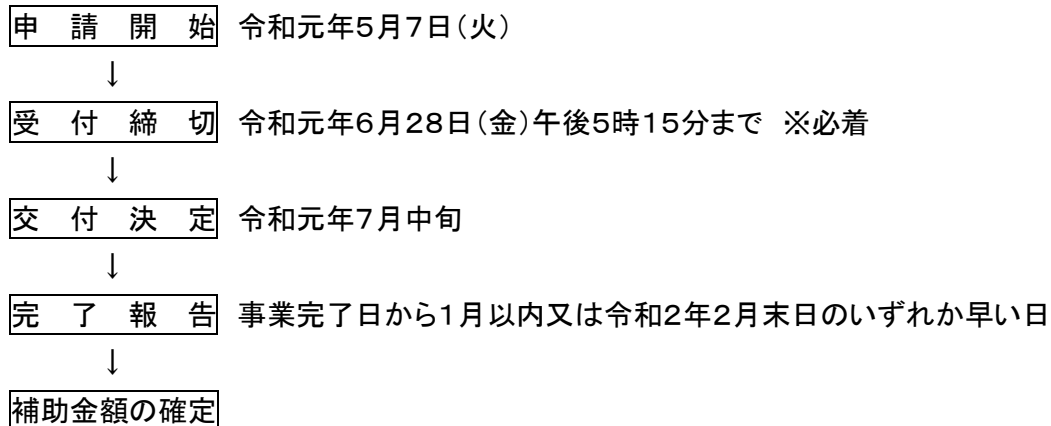 申　請　開　始　令和元年５月７日（火）
↓
受　付　締　切　令和元年６月２８日（金）午後５時１５分まで　※必着
↓
交　付　決　定　令和元年７月中旬
↓
完　了　報　告　事業完了日から１月以内又は令和２年２月末日のいずれか早い日
↓
補助金額の確定